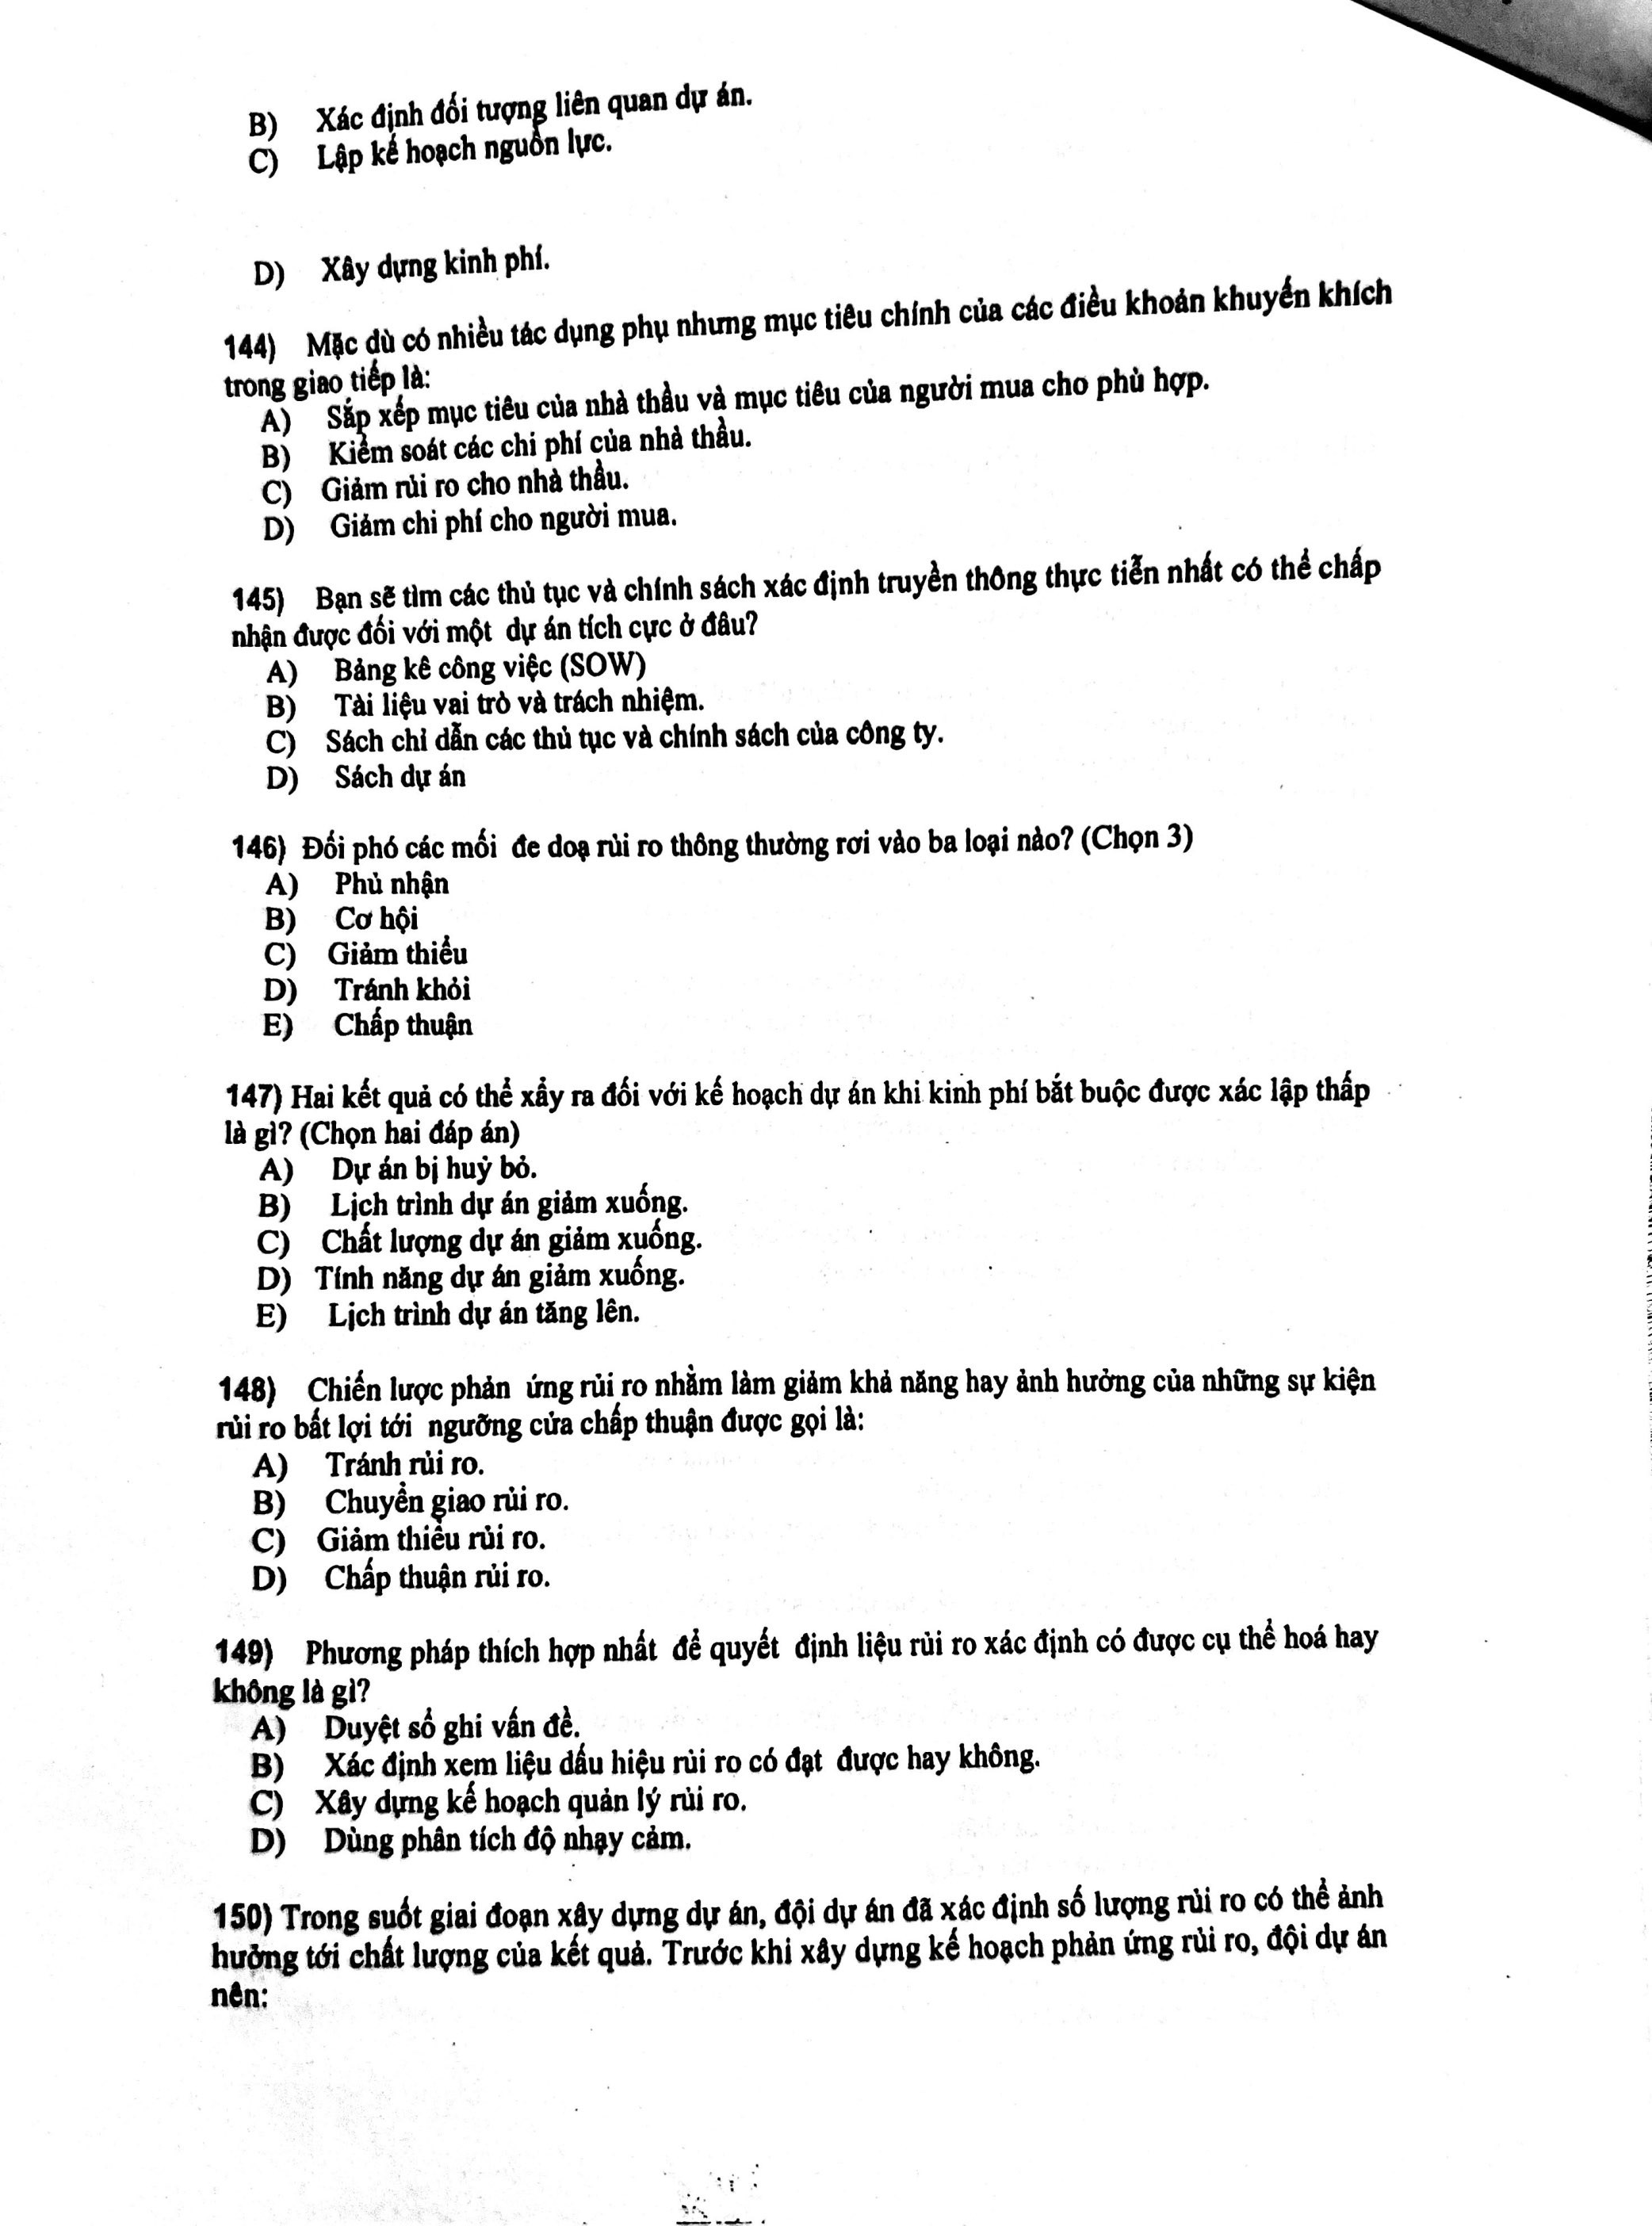 B) Xác định đối tượng liên quan dự án.
C) Lập kế hoạch nguồn lực.
D) Xây dựng kinh phí.
144) Mặc dù có nhiều tác dụng phụ nhưng mục tiêu chính của các điều khoản khuyến khích
trong giao tiếp là:
A) Sắp xếp mục tiêu của nhà thầu và mục tiêu của người mua cho phù hợp.
B) Kiểm soát các chi phí của nhà thầu.
C) Giảm rủi ro cho nhà thầu.
D) Giảm chi phí cho người mua.
145) Bạn sẽ tìm các thủ tục và chính sách xác định truyền thông thực tiễn nhất có thể chấp
nhận được đối với một dự án tích cực ở đâu?
A) Bảng kê công việc (SOW)
B) Tài liệu vai trò và trách nhiệm.
C) Sách chỉ dẫn các thủ tục và chính sách của công ty.
D) Sách dự án
146) Đối phó các mối đe doạ rủi ro thông thường rơi vào ba loại nào? (Chọn 3)
A) Phủ nhận
B) Cơ hội
C) Giảm thiểu
D) Tránh khỏi
E) Chấp thuận
147) Hai kết quả có thể xẩy ra đối với kế hoạch dự án khi kinh phí bắt buộc được xác lập thấp
là gì? (Chọn hai đáp án)
A) Dự án bị huỷ bỏ.
B) Lịch trình dự án giảm xuống.
C) Chất lượng dự án giảm xuống.
D) Tính năng dự án giảm xuống.
E) Lịch trình dự án tăng lên.
148) Chiến lược phản ứng rủi ro nhằm làm giảm khả năng hay ảnh hưởng của những sự kiện
rủi ro bất lợi tới ngưỡng cửa chấp thuận được gọi là:
A) Tránh rủi ro.
B) Chuyển giao rủi ro.
C) Giảm thiểu rủi ro.
D) Chấp thuận rủi ro.
149) Phương pháp thích hợp nhất để quyết định liệu rủi ro xác định có được cụ thể hoá hay
không là gì?
A) Duyệt sổ ghi vấn đề.
B) Xác định xem liệu dấu hiệu rủi ro có đạt được hay không.
C) Xây dựng kế hoạch quản lý rủi ro.
D) Dùng phân tích độ nhạy cảm.
150) Trong suốt giai đoạn xây dựng dự án, đội dự án đã xác định số lượng rủi ro có thể ảnh
hưởng tới chất lượng của kết quả. Trước khi xây dựng kế hoạch phản ứng rủi ro, đội dự án
nên: